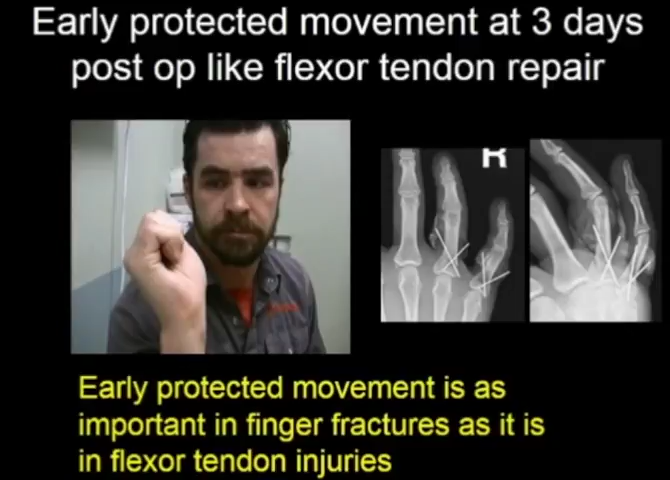 Early protected movement at 3 days
post op like flexor tendon repair
R
Early protected movement is as
important in finger fractures as it is
in flexor tendon injuries